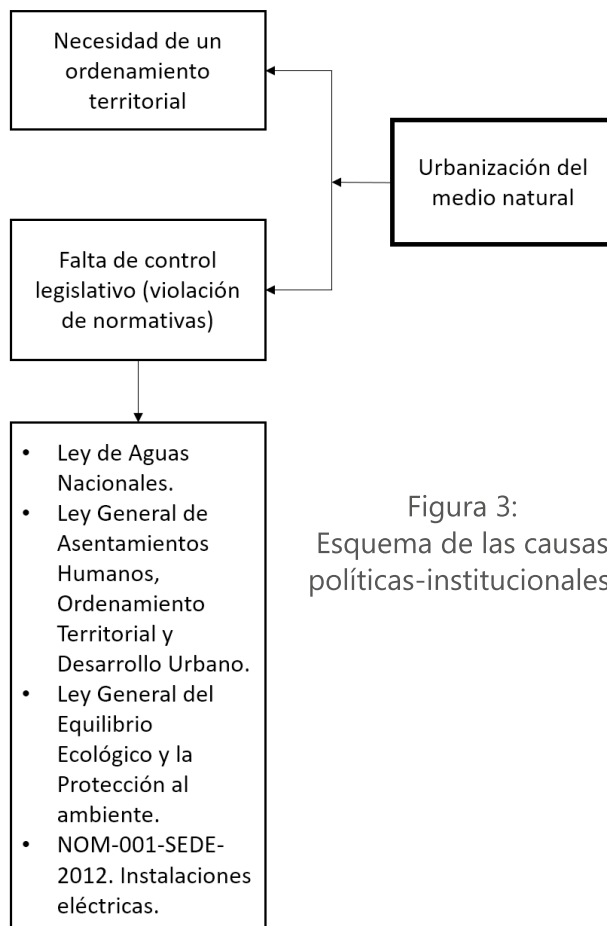 Necesidad de un
ordenamiento
territorial
Urbanización del
medio natural
Falta de control
legislativo (violación
de normativas)
• Ley de Aguas
Nacionales.
• Ley General de
Asentamientos
Humanos,
Ordenamiento
Territorial y
Desarrollo Urbano.
• Ley General del
Equilibrio
Ecológico y la
Protección al
ambiente.
• NOM-001-SEDE-
2012. Instalaciones
eléctricas.
Figura 3:
Esquema de las causas
políticas-institucionales